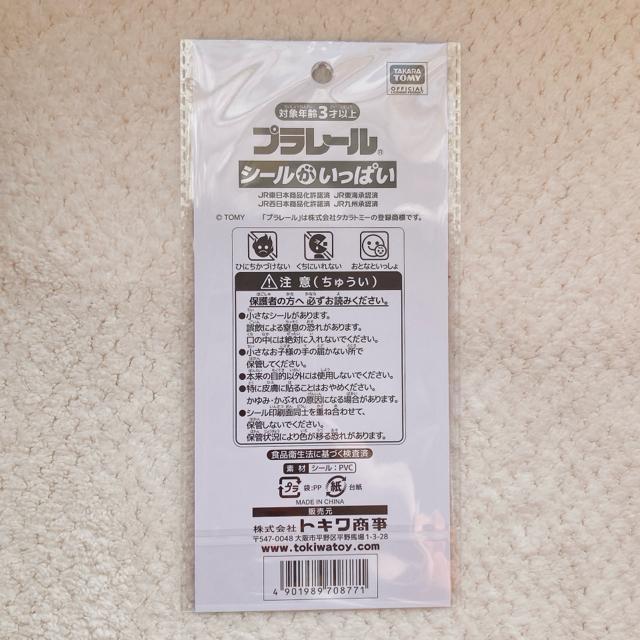 TAKARA
TOMY
OFFICIAL
対象年齢3才以上
プラレール®
シールがいっぱい
JR東日本商品化許諾済 JR東海承認済
JR西日本商品化許諾済 JR九州承認済
© TOMY 「プラレール」は株式会社タカラトミーの登録商標です。
ひにちかづけない くちにいれない おとなといっしょ
注意(ちゅうい)
保護者の方へ 必ずお読みください。
●小さなシールがあります。
誤飲による窒息の恐れがあります。
口の中には絶対に入れないでください。
●小さなお子様の手の届かない所で
保管してください。
●本来の目的以外には使用しないでください。
●特に皮膚に貼ることはおやめください。
かゆみ・かぶれの原因になる場合があります。
●シール印刷面同士を重ね合わせて、
保管しないでください。
保管状況により色が移る恐れがあります。
食品衛生法に基づく検査済
素材 シール:PVC
プラ 袋:PP 紙 台紙
MADE IN CHINA
販売元
株式会社トキワ商事
〒547-0048 大阪市平野区平野馬場1-3-28
www.tokiwatoy.com
4 901989 708771